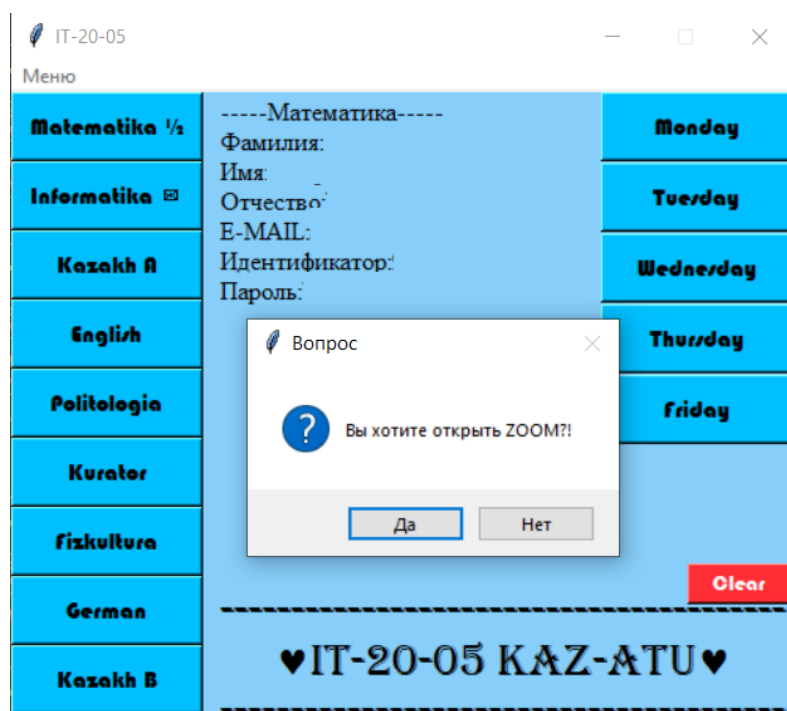 IT-20-05
Меню
Matematika ½
Informatika ✉
Kazakh A
English
Politologia
Kurator
Fizkultura
German
Kazakh B
-----Математика-----
Фамилия:
Имя:
Отчество:
E-MAIL:
Идентификатор:
Пароль:
Вопрос
Вы хотите открыть ZOOM?!
Да
Нет
Monday
Tuesday
Wednesday
Thursday
Friday
Clear
♥IT-20-05 KAZ-ATU♥